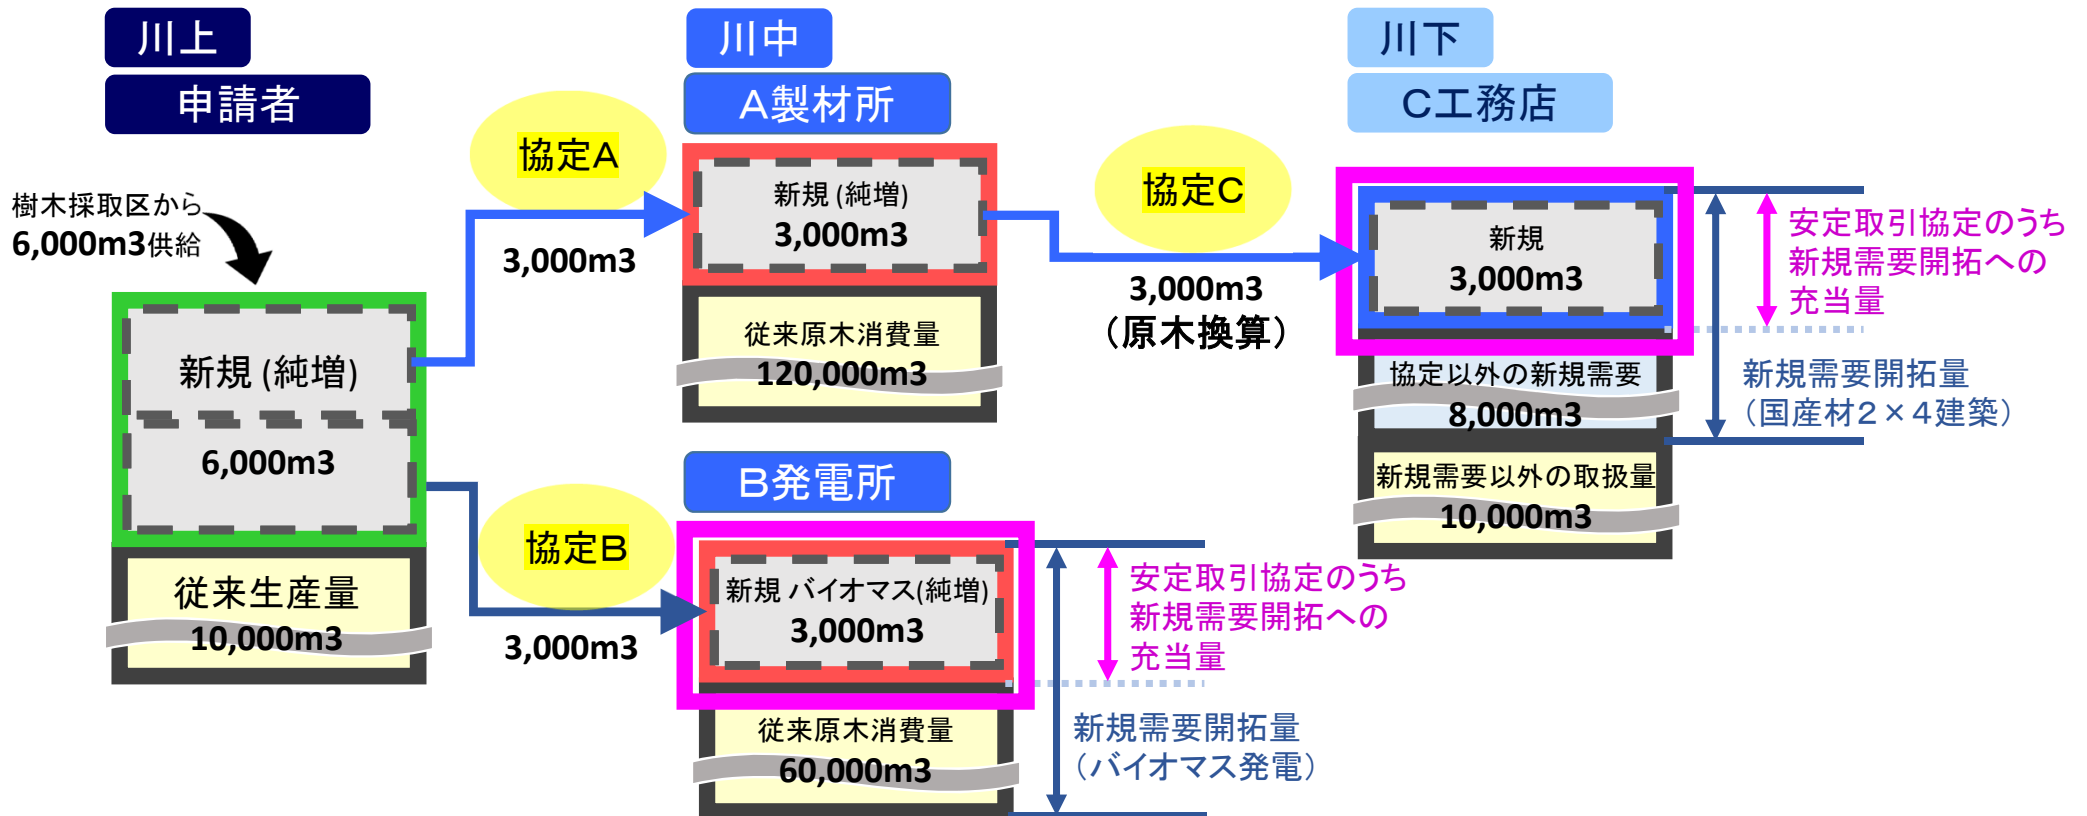 川上
申請者
樹木採取区から
6,000m3供給
新規 (純増)
6,000m3
従来生産量
10,000m3
協定A
3,000m3
協定B
3,000m3
川中
A製材所
新規 (純増)
3,000m3
従来原木消費量
120,000m3
B発電所
新規 バイオマス(純増)
3,000m3
従来原木消費量
60,000m3
安定取引協定のうち
新規需要開拓への
充当量
新規需要開拓量
（バイオマス発電）
協定C
3,000m3
（原木換算）
川下
C工務店
新規
3,000m3
協定以外の新規需要
8,000m3
新規需要以外の取扱量
10,000m3
安定取引協定のうち
新規需要開拓への
充当量
新規需要開拓量
（国産材２×４建築）